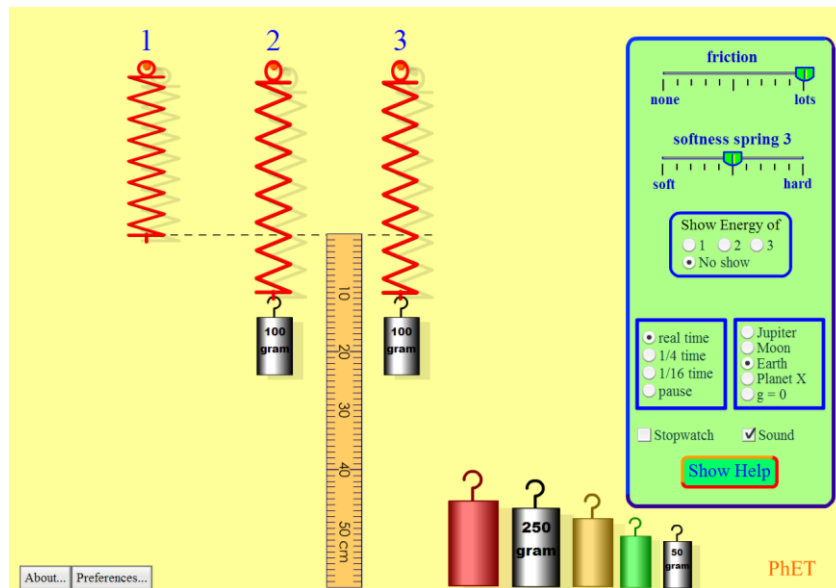 1
2
3
friction
none
lots
softness spring 3
soft
hard
Show Energy of
1
2
3
No show
10
20
30
40
50 cm
100
gram
100
gram
real time
1/4 time
1/16 time
pause
Jupiter
Moon
Earth
Planet X
g = 0
Stopwatch
Sound
Show Help
250
gram
50
gram
About...
Preferences...
PhET